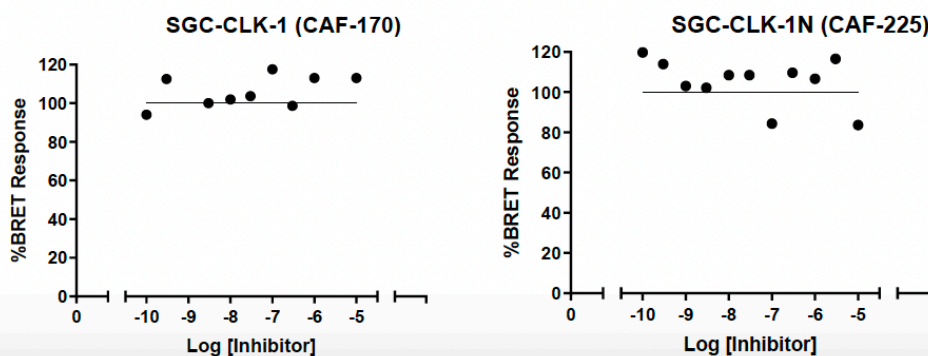 SGC-CLK-1 (CAF-170)
%BRET Response
120
100
80
60
40
20
0
0 -10 -9 -8 -7 -6 -5
Log [Inhibitor]
SGC-CLK-1N (CAF-225)
%BRET Response
120
100
80
60
40
20
0
0 -10 -9 -8 -7 -6 -5
Log [Inhibitor]